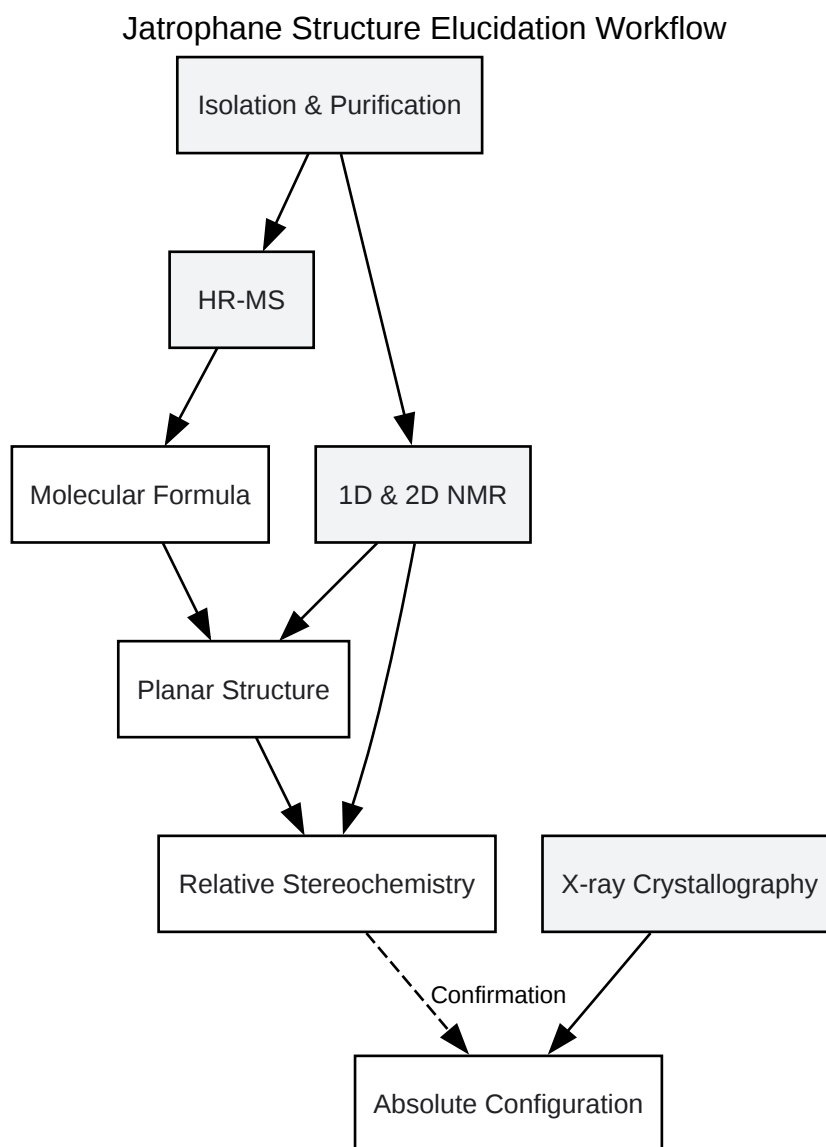 Jatrophane Structure Elucidation Workflow
Isolation & Purification
HR-MS
Molecular Formula
1D & 2D NMR
Planar Structure
Relative Stereochemistry
X-ray Crystallography
Confirmation
Absolute Configuration